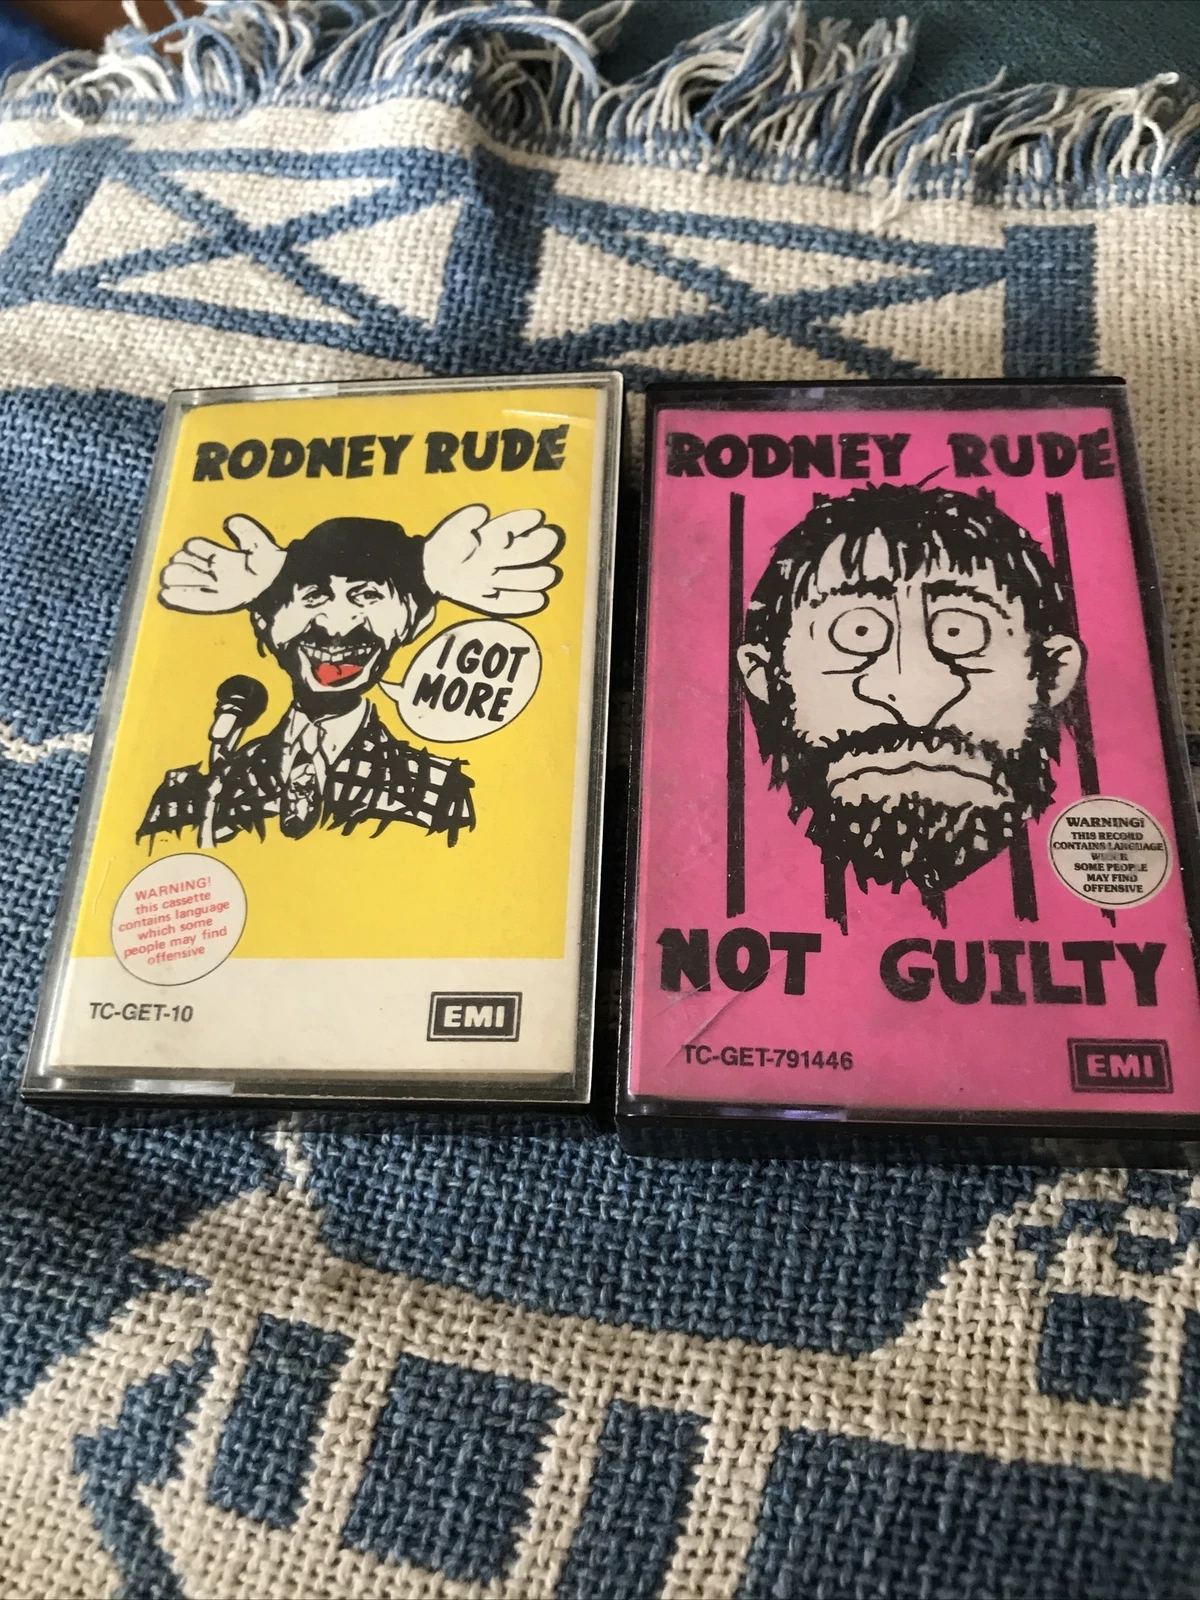 RODNEY RUDE
I GOT
MORE
WARNING!
this cassette
contains language
which some
people may find
offensive
TC-GET-10
EMI
RODNEY RUDE
WARNING!
THIS RECORD
CONTAINS LANGUAGE
WHICH
SOME PEOPLE
MAY FIND
OFFENSIVE
NOT GUILTY
TC-GET-791446
EMI